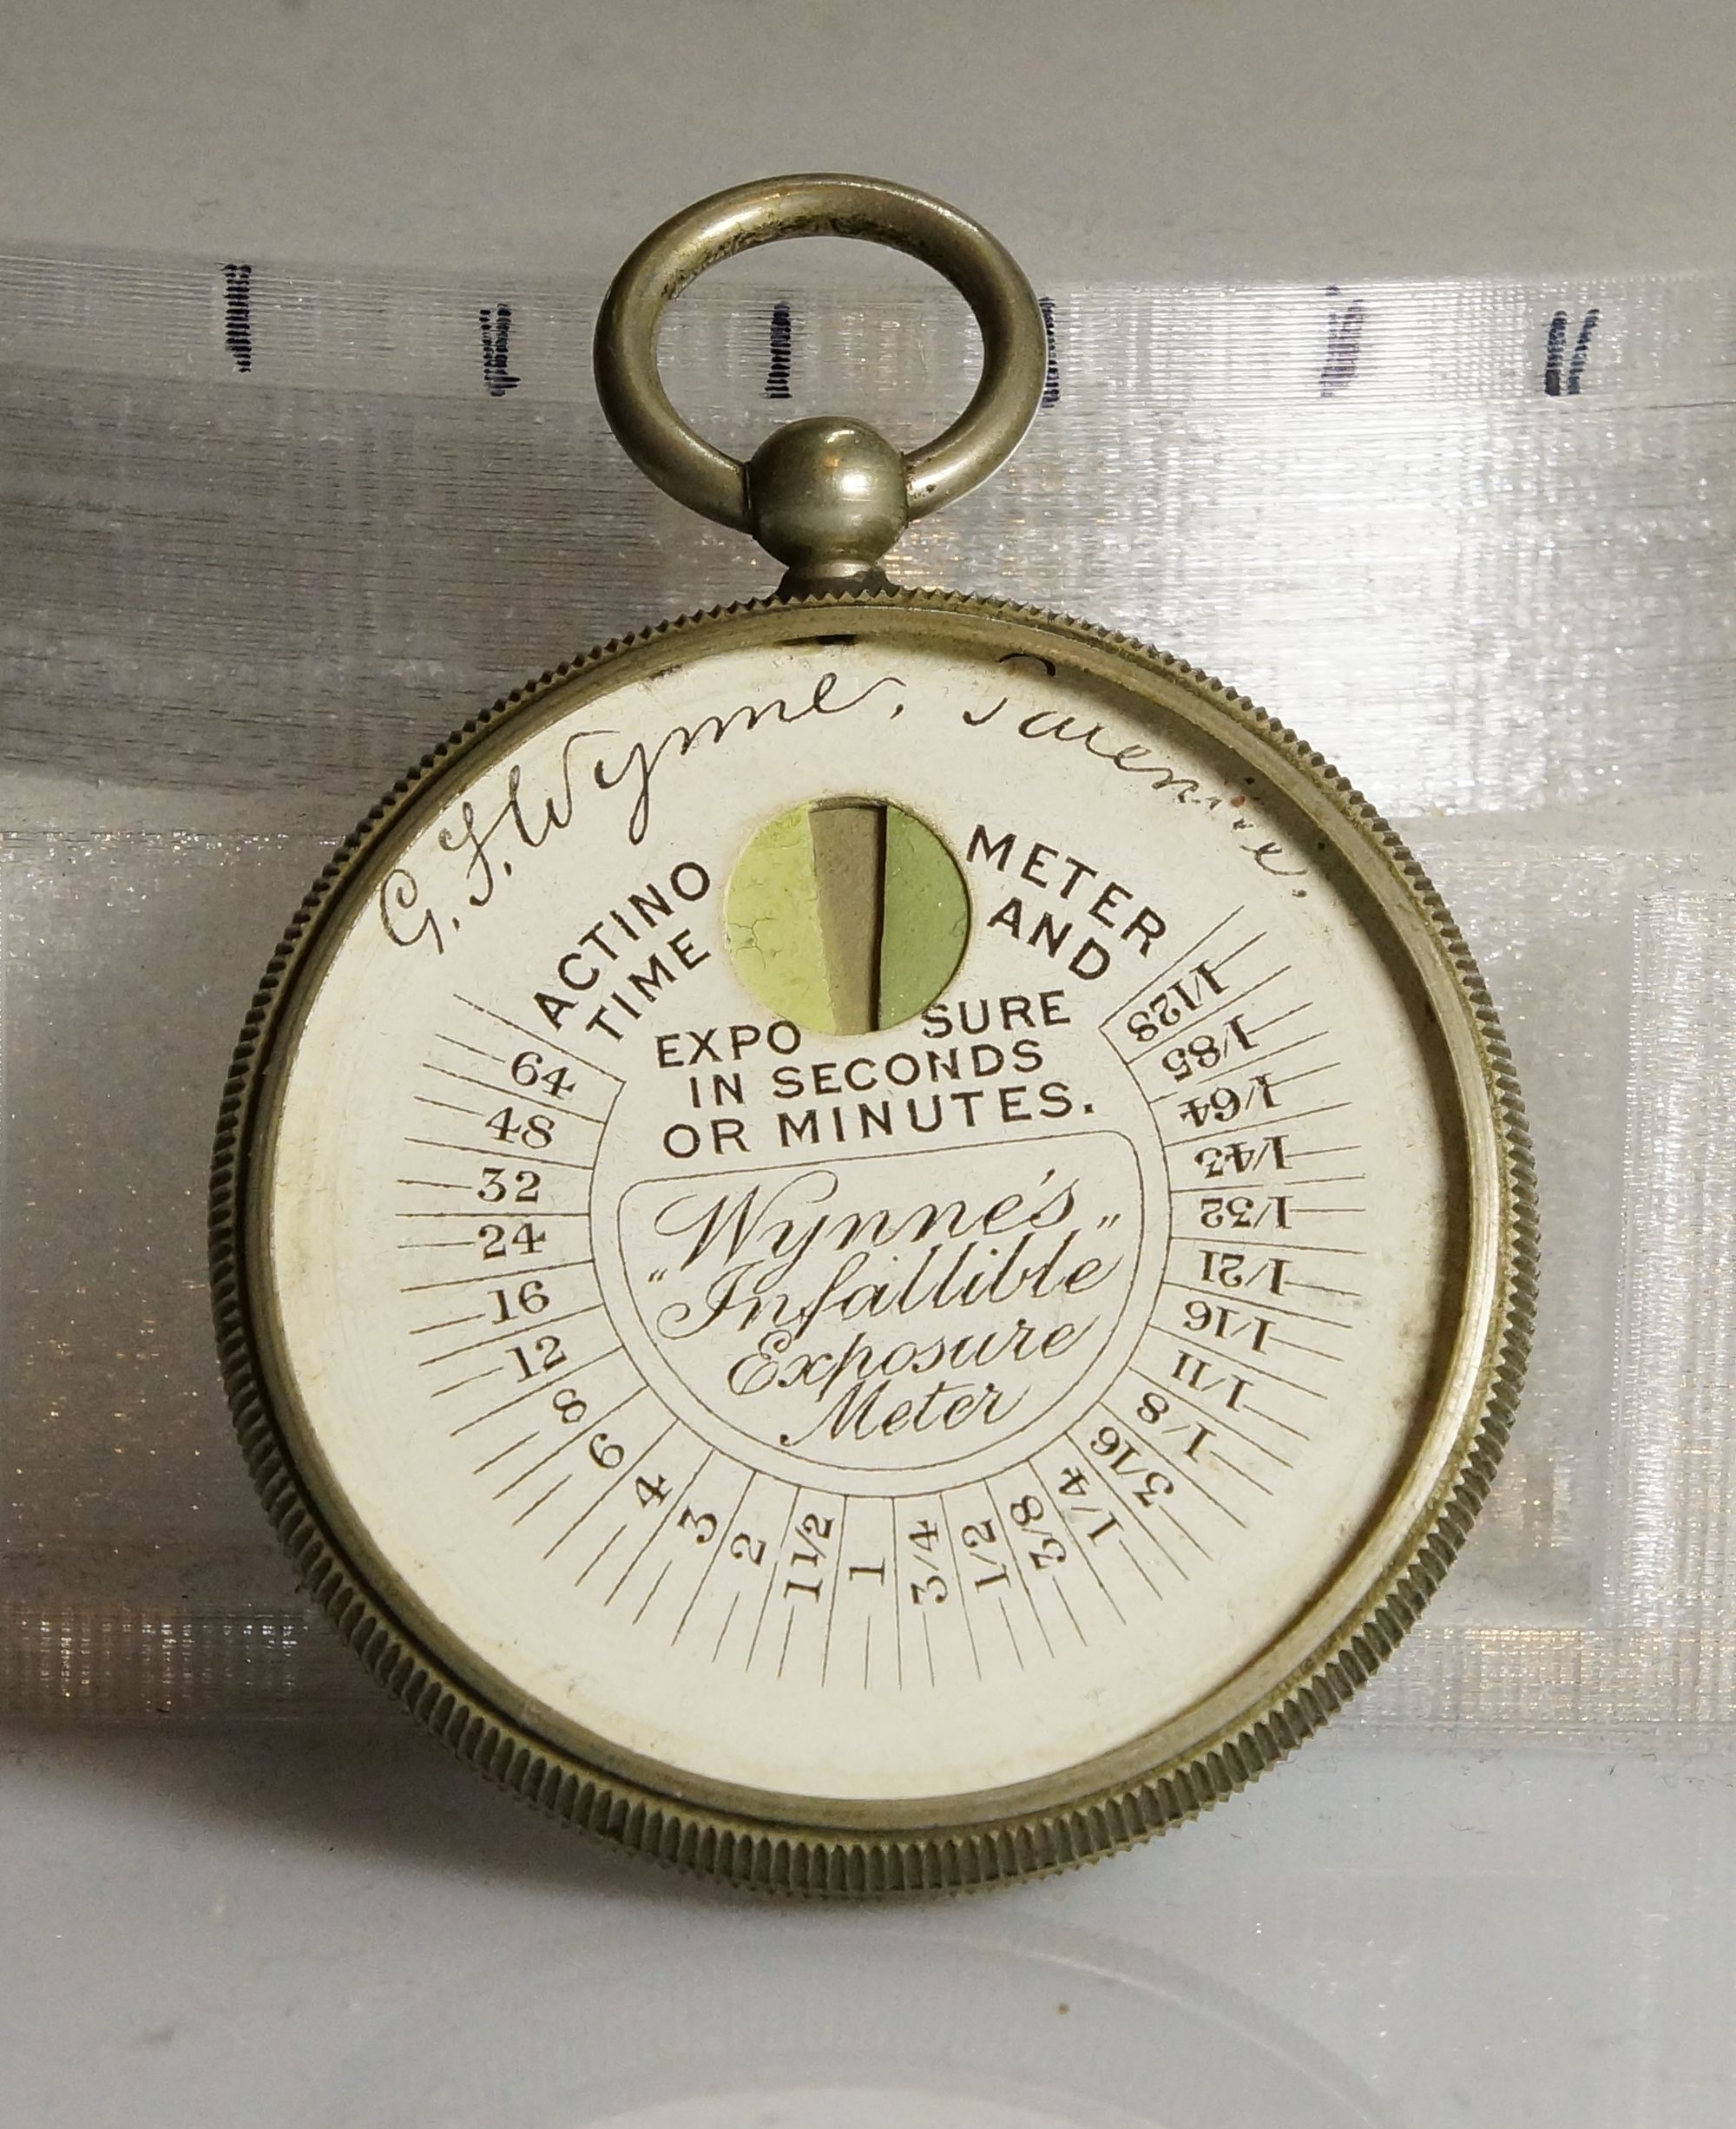 G. F. Wynne, Patentee.
ACTINO METER
TIME AND
EXPO SURE
IN SECONDS
OR MINUTES.
Wynne's
"Infallible"
Exposure
Meter
64
48
32
24
16
12
8
6
4
3
2
1 1/2
1
3/4
1/2
3/8
1/4
3/16
1/8
1/11
1/16
1/21
1/32
1/43
1/64
1/85
1/128